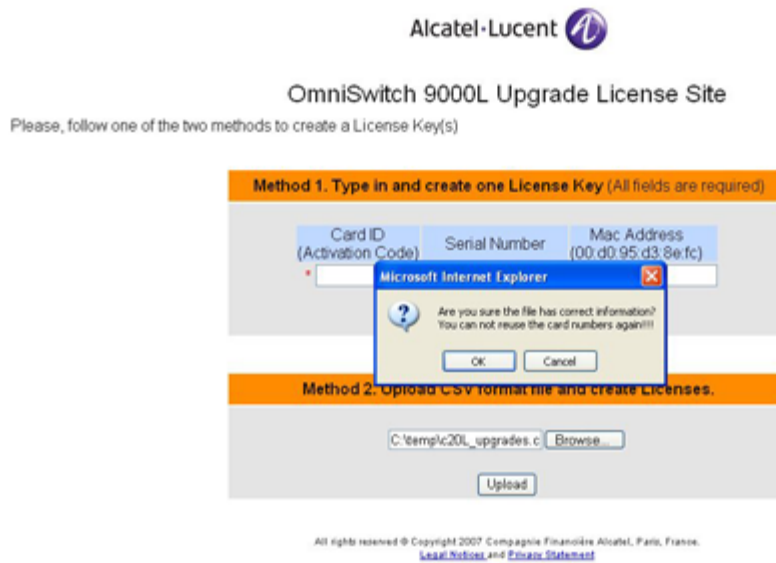 Alcatel·Lucent
OmniSwitch 9000L Upgrade License Site
Please, follow one of the two methods to create a License Key(s)
Method 1. Type in and create one License Key (All fields are required)
Card ID
(Activation Code)
Serial Number
Mac Address
(00:d0:95:d3:8e:fc)
*
Microsoft Internet Explorer
Are you sure the file has correct information?
You can not reuse the card numbers again!!!!
OK Cancel
Method 2. Upload CSV format file and create Licenses.
C:\temp\c20L_upgrades.c Browse...
Upload
All rights reserved © Copyright 2007 Compagnie Financière Alcatel, Paris, France.
Legal Notices and Privacy Statement